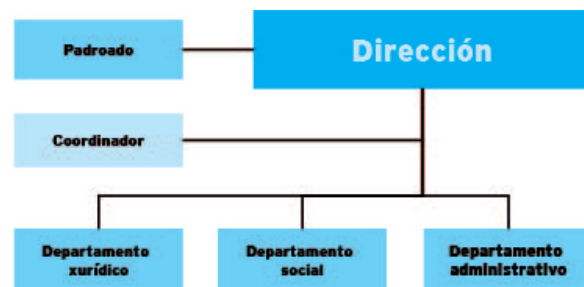 Padroado
Dirección
Coordinador
Departamento
xurídico
Departamento
social
Departamento
administrativo